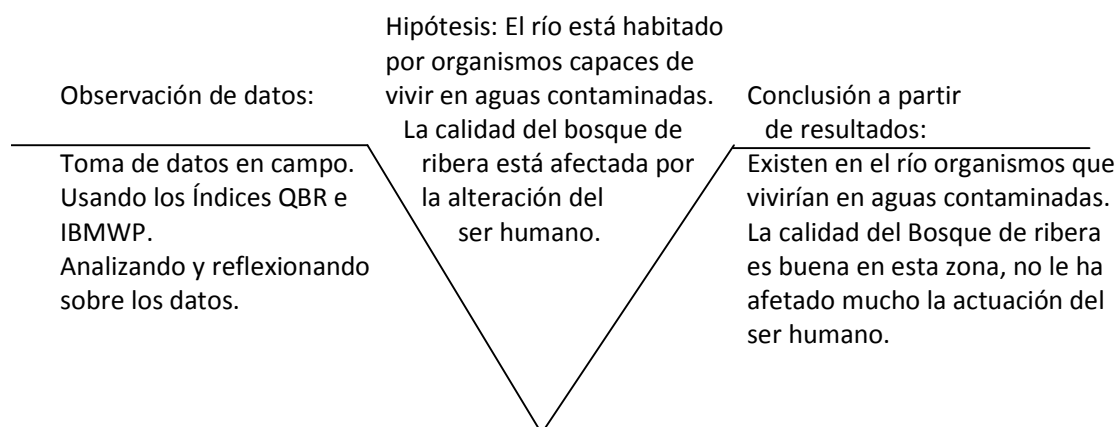 Observación de datos:
Toma de datos en campo.
Usando los Índices QBR e
IBMWP.
Analizando y reflexionando
sobre los datos.
Hipótesis: El río está habitado
por organismos capaces de
vivir en aguas contaminadas.
La calidad del bosque de
ribera está afectada por
la alteración del
ser humano.
Conclusión a partir
de resultados:
Existen en el río organismos que
vivirían en aguas contaminadas.
La calidad del Bosque de ribera
es buena en esta zona, no le ha
afetado mucho la actuación del
ser humano.